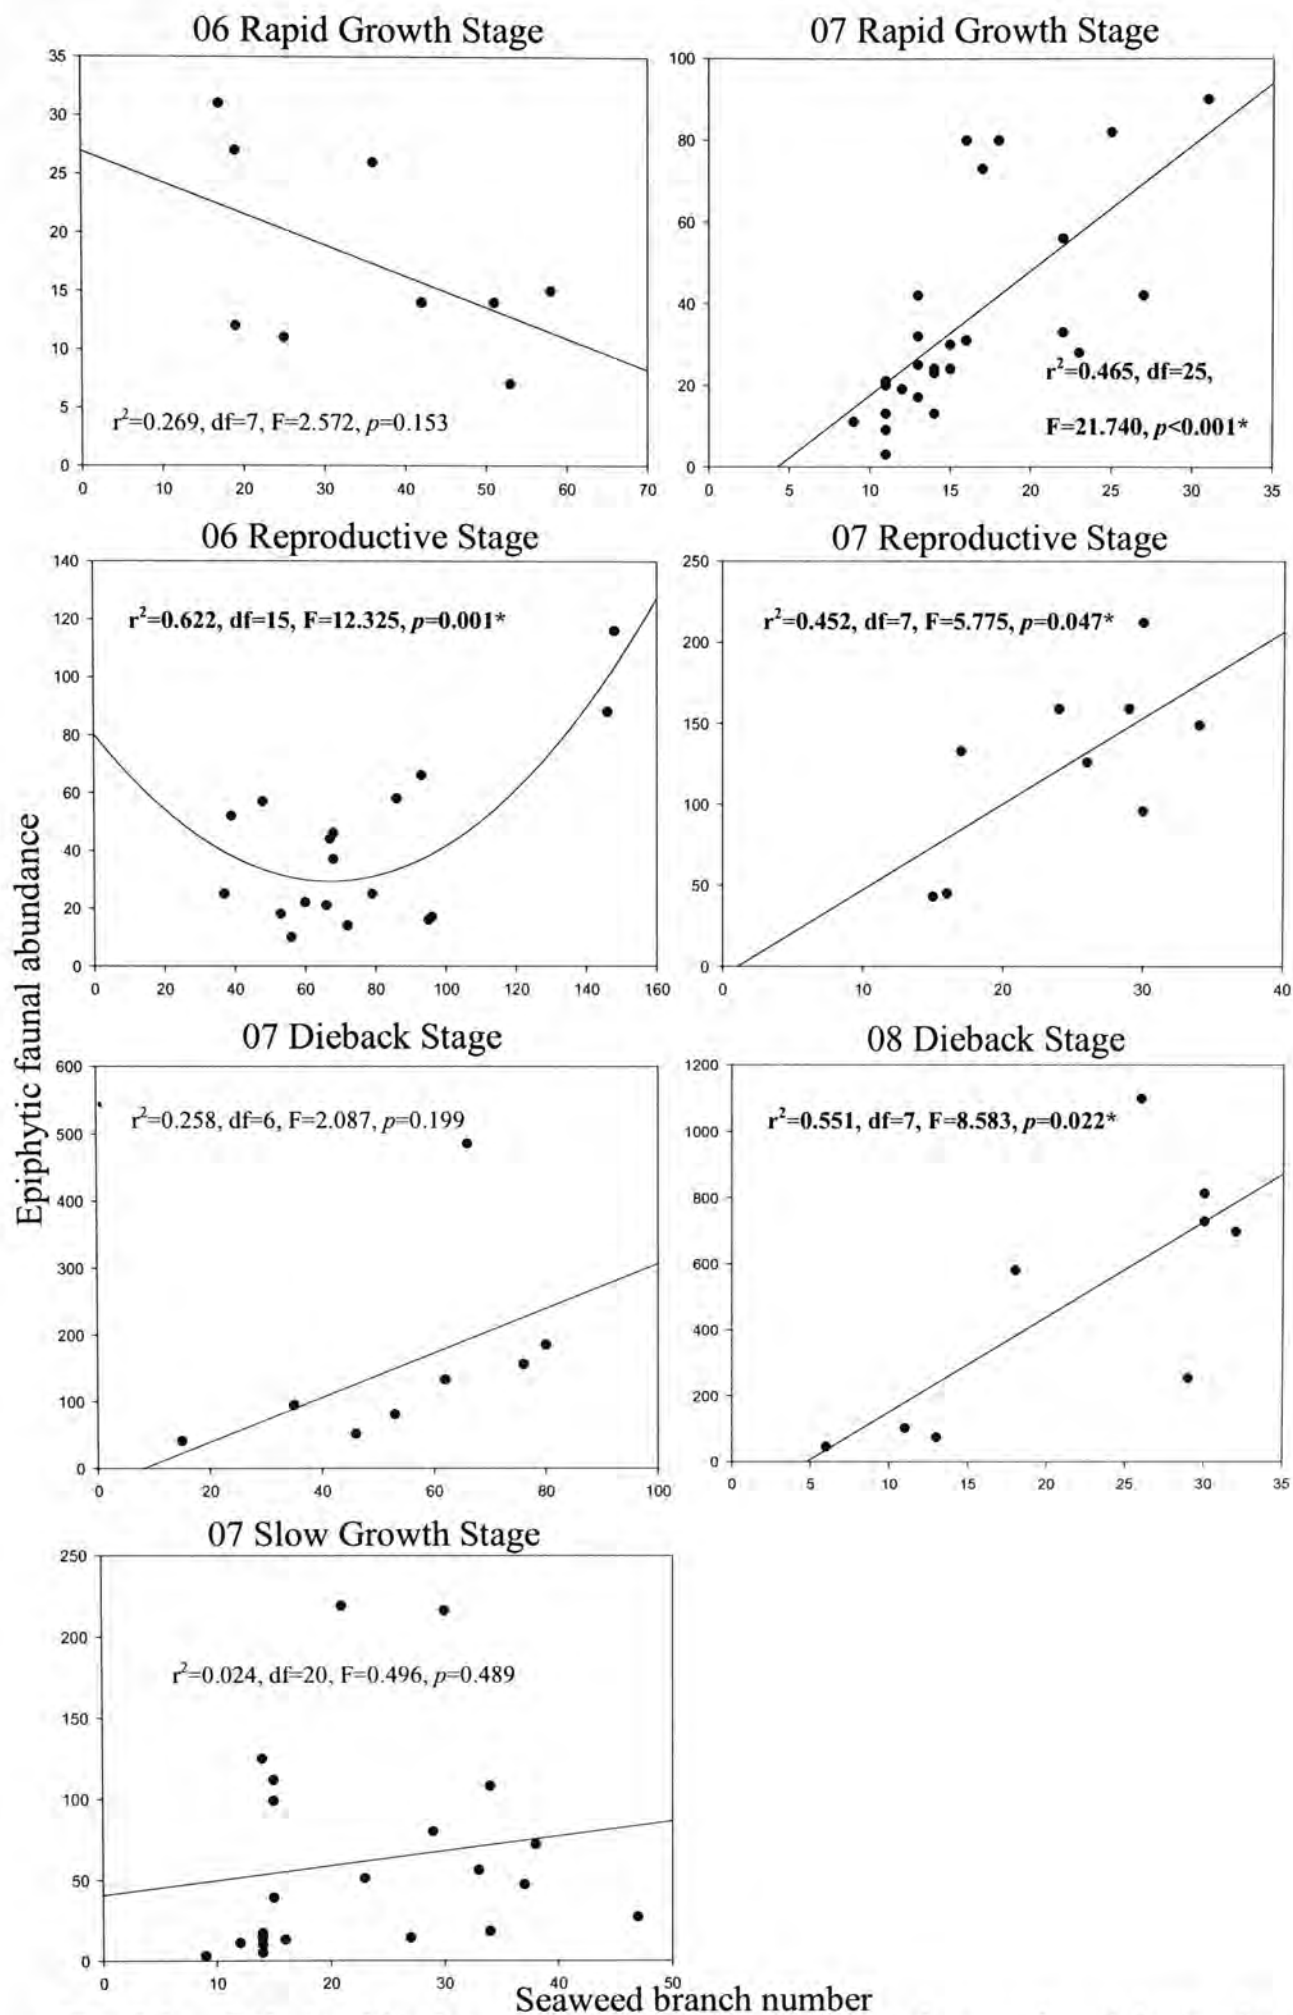 06 Rapid Growth Stage
35
30
25
20
15
10
5
0
r²=0.269, df=7, F=2.572, p=0.153
0 10 20 30 40 50 60 70
07 Rapid Growth Stage
100
80
60
40
20
0
r²=0.465, df=25,
F=21.740, p<0.001*
0 5 10 15 20 25 30 35
06 Reproductive Stage
140
120
100
80
60
40
20
0
r²=0.622, df=15, F=12.325, p=0.001*
0 20 40 60 80 100 120 140 160
07 Reproductive Stage
250
200
150
100
50
0
r²=0.452, df=7, F=5.775, p=0.047*
0 10 20 30 40
Epiphytic faunal abundance
07 Dieback Stage
600
500
400
300
200
100
0
r²=0.258, df=6, F=2.087, p=0.199
0 20 40 60 80 100
08 Dieback Stage
1200
1000
800
600
400
200
0
r²=0.551, df=7, F=8.583, p=0.022*
0 5 10 15 20 25 30 35
07 Slow Growth Stage
250
200
150
100
50
0
r²=0.024, df=20, F=0.496, p=0.489
0 10 20 30 40 50
Seaweed branch number